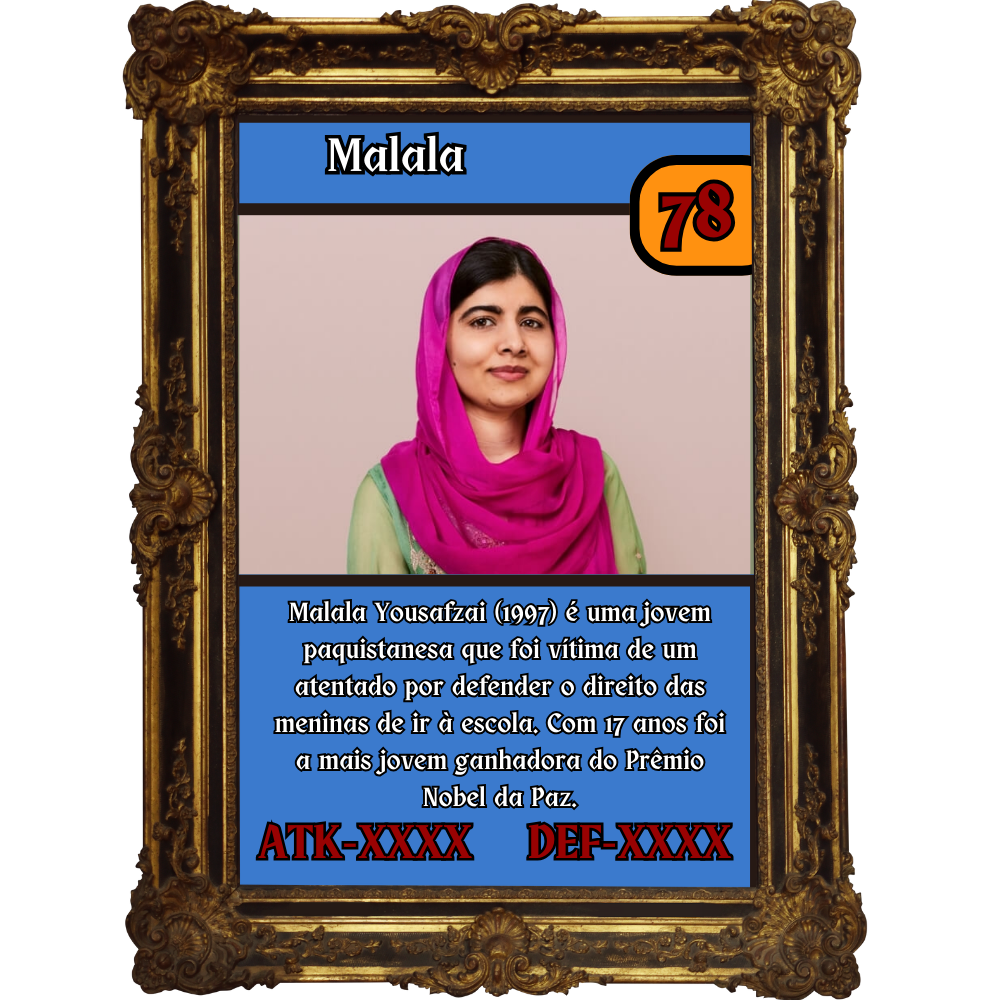 Malala
78
Malala Yousafzai (1997) é uma jovem
paquistanesa que foi vítima de um
atentado por defender o direito das
meninas de ir à escola. Com 17 anos foi
a mais jovem ganhadora do Prêmio
Nobel da Paz.
ATK-XXXX DEF-XXXX